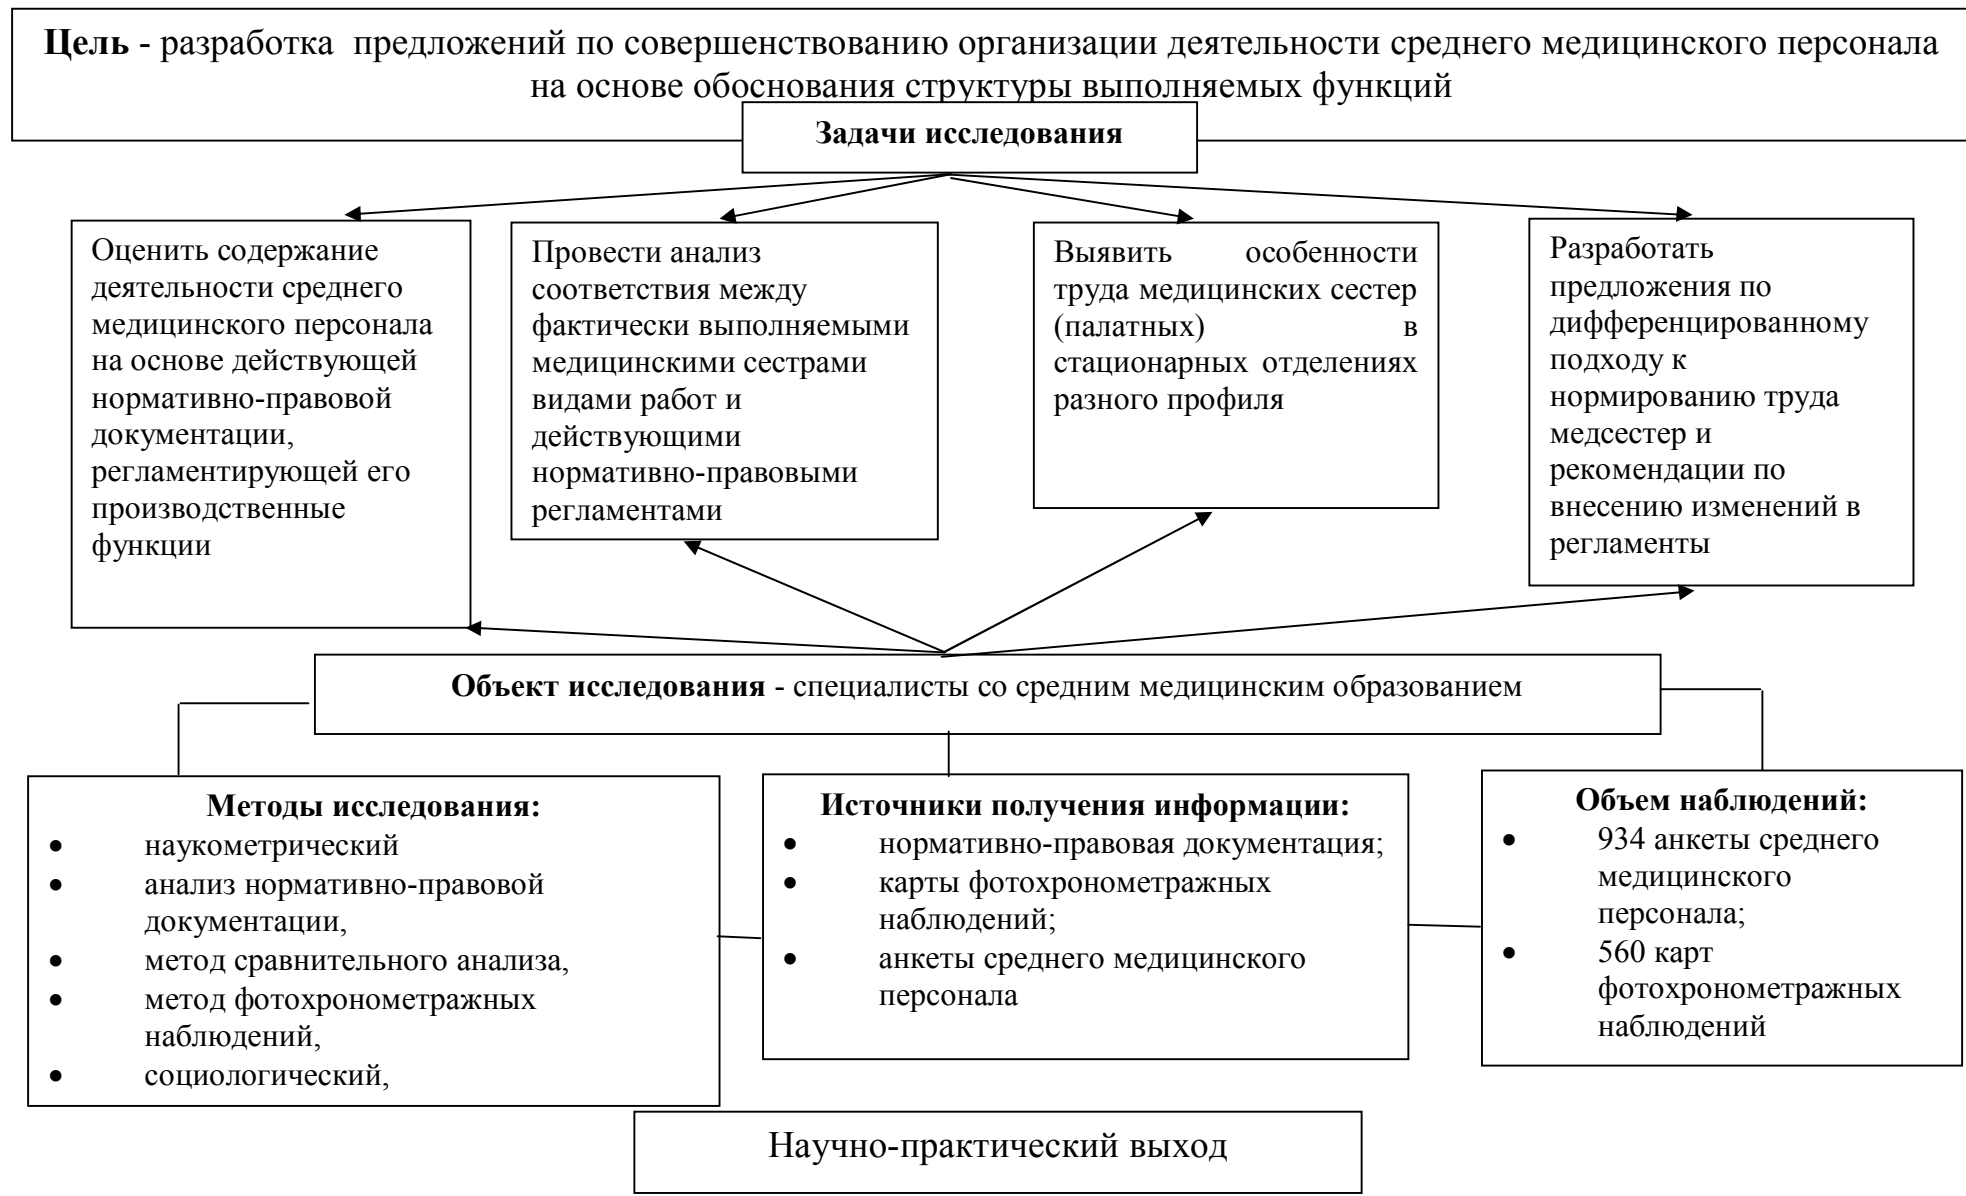 Цель - разработка предложений по совершенствованию организации деятельности среднего медицинского персонала
на основе обоснования структуры выполняемых функций
Задачи исследования
Оценить содержание
деятельности среднего
медицинского персонала
на основе действующей
нормативно-правовой
документации,
регламентирующей его
производственные
функции
Провести анализ
соответствия между
фактически выполняемыми
медицинскими сестрами
видами работ и
действующими
нормативно-правовыми
регламентами
Выявить особенности
труда медицинских сестер
(палатных) в
стационарных отделениях
разного профиля
Разработать
предложения по
дифференцированному
подходу к
нормированию труда
медсестер и
рекомендации по
внесению изменений в
регламенты
Объект исследования - специалисты со средним медицинским образованием
Методы исследования:
• наукометрический
• анализ нормативно-правовой
документации,
• метод сравнительного анализа,
• метод фотохронометражных
наблюдений,
• социологический,
Источники получения информации:
• нормативно-правовая документация;
• карты фотохронометражных
наблюдений;
• анкеты среднего медицинского
персонала
Объем наблюдений:
• 934 анкеты среднего
медицинского
персонала;
• 560 карт
фотохронометражных
наблюдений
Научно-практический выход